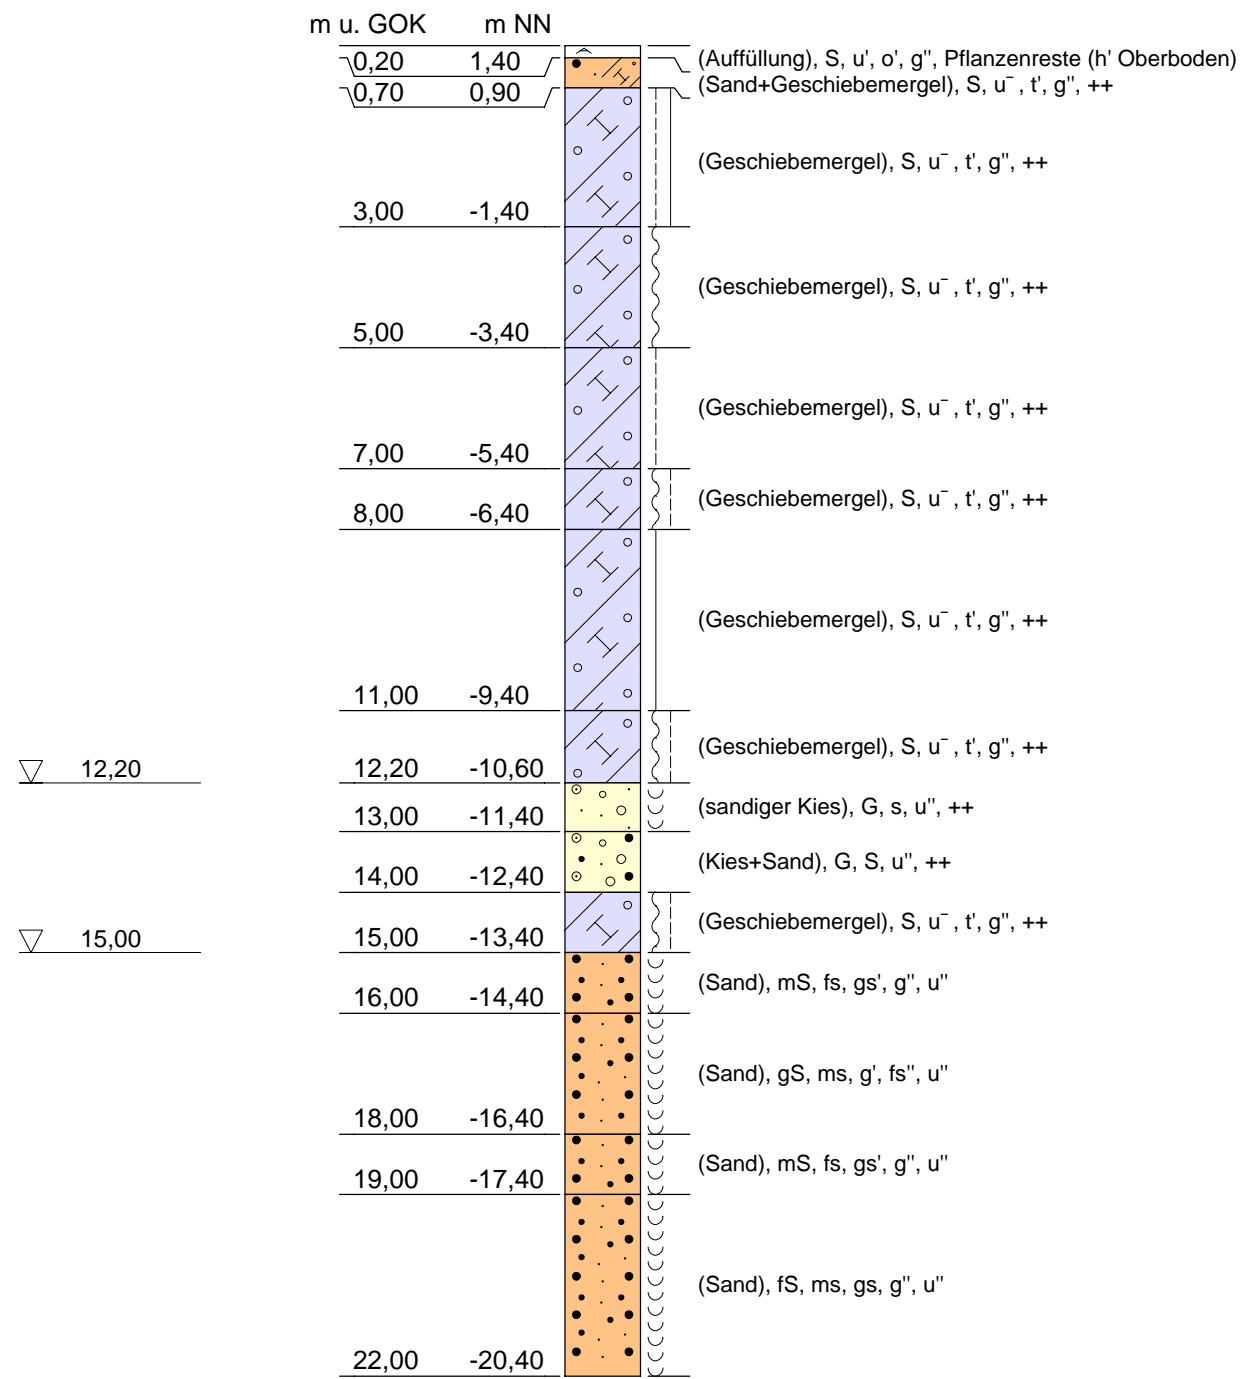 m u. GOK m NN
0,20 1,40 (Auffüllung), S, u', o', g'', Pflanzenreste (h' Oberboden)
0,70 0,90 (Sand+Geschiebemergel), S, u¯, t', g'', ++
(Geschiebemergel), S, u¯, t', g'', ++
3,00 -1,40
(Geschiebemergel), S, u¯, t', g'', ++
5,00 -3,40
(Geschiebemergel), S, u¯, t', g'', ++
7,00 -5,40
(Geschiebemergel), S, u¯, t', g'', ++
8,00 -6,40
(Geschiebemergel), S, u¯, t', g'', ++
11,00 -9,40
(Geschiebemergel), S, u¯, t', g'', ++
12,20 12,20 -10,60
(sandiger Kies), G, s, u'', ++
13,00 -11,40
(Kies+Sand), G, S, u'', ++
14,00 -12,40
(Geschiebemergel), S, u¯, t', g'', ++
15,00 15,00 -13,40
(Sand), mS, fs, gs', g'', u''
16,00 -14,40
(Sand), gS, ms, g', fs'', u''
18,00 -16,40
(Sand), mS, fs, gs', g'', u''
19,00 -17,40
(Sand), fS, ms, gs, g'', u''
22,00 -20,40